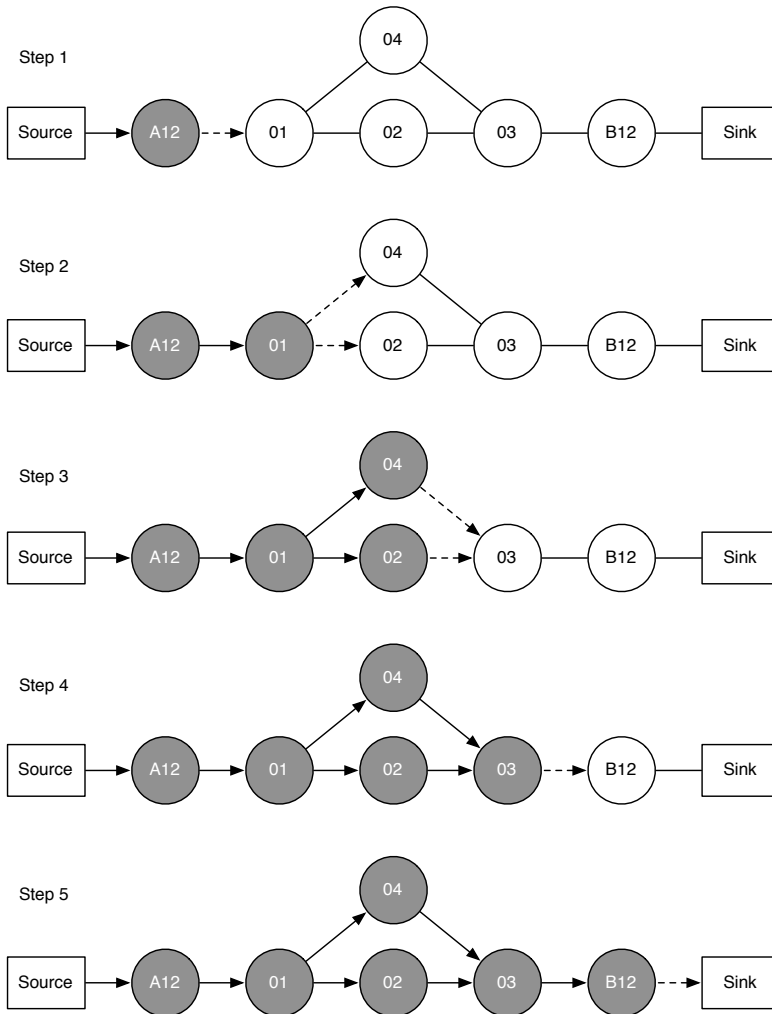 04
Step 1
Source A12 01 02 03 B12 Sink
04
Step 2
Source A12 01 02 03 B12 Sink
04
Step 3
Source A12 01 02 03 B12 Sink
04
Step 4
Source A12 01 02 03 B12 Sink
04
Step 5
Source A12 01 02 03 B12 Sink